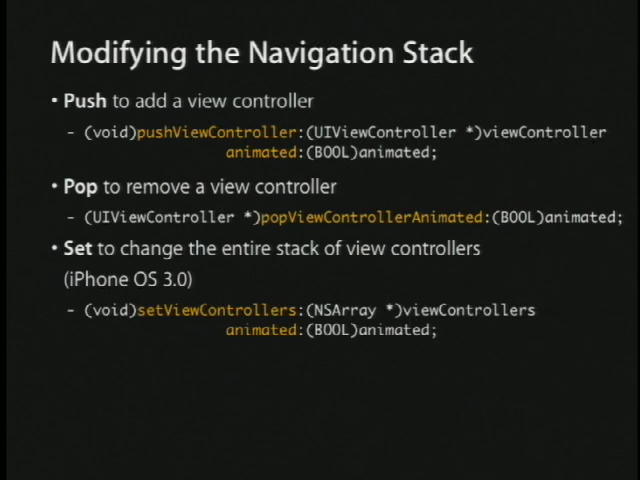 Modifying the Navigation Stack
• Push to add a view controller
- (void)pushViewController:(UIViewController *)viewController
animated:(BOOL)animated;
• Pop to remove a view controller
- (UIViewController *)popViewControllerAnimated:(BOOL)animated;
• Set to change the entire stack of view controllers
(iPhone OS 3.0)
- (void)setViewControllers:(NSArray *)viewControllers
animated:(BOOL)animated;